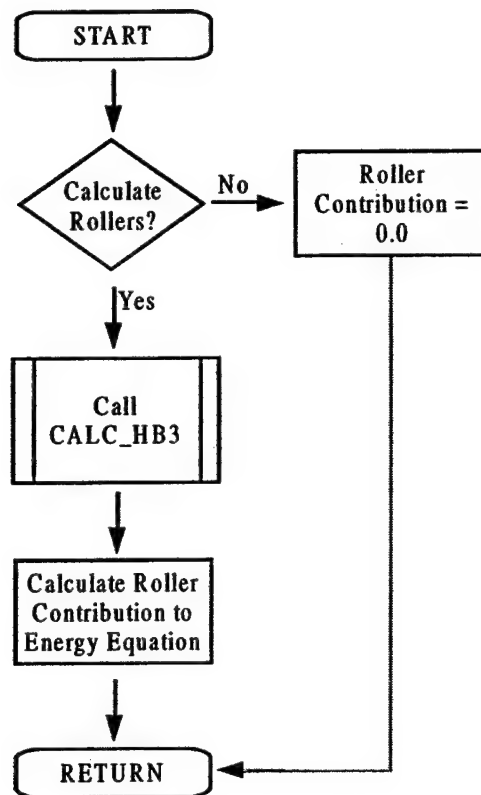 START
Calculate
Rollers?
No
Roller
Contribution =
0.0
Yes
Call
CALC_HB3
Calculate Roller
Contribution to
Energy Equation
RETURN